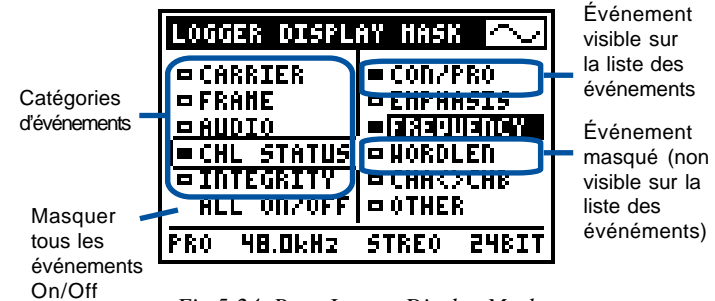 Catégories
d'événements
Masquer
tous les
événements
On/Off
LOGGER DISPLAY MASK
CARRIER
FRAME
AUDIO
CHL STATUS
INTEGRITY
ALL ON/OFF
CON/PRO
EMPHASIS
FREQUENCY
WORDLEN
CHA<>CHB
OTHER
PRO 48.0kHz STREO 24BIT
Événement
visible sur
la liste des
événements
Événement
masqué (non
visible sur la
liste des
événéments)